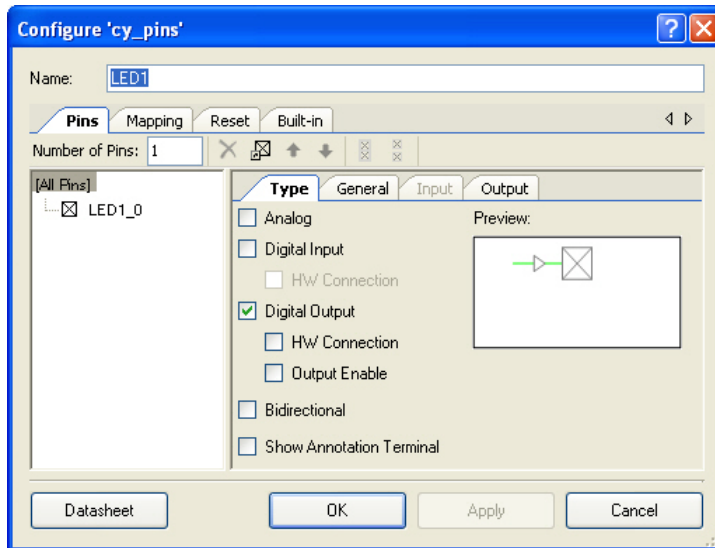 Configure 'cy_pins'
Name: LED1
Pins Mapping Reset Built-in
Number of Pins: 1
[All Pins]
LED1_0
Type General Input Output
Analog
Preview:
Digital Input
HW Connection
Digital Output
HW Connection
Output Enable
Bidirectional
Show Annotation Terminal
Datasheet OK Apply Cancel